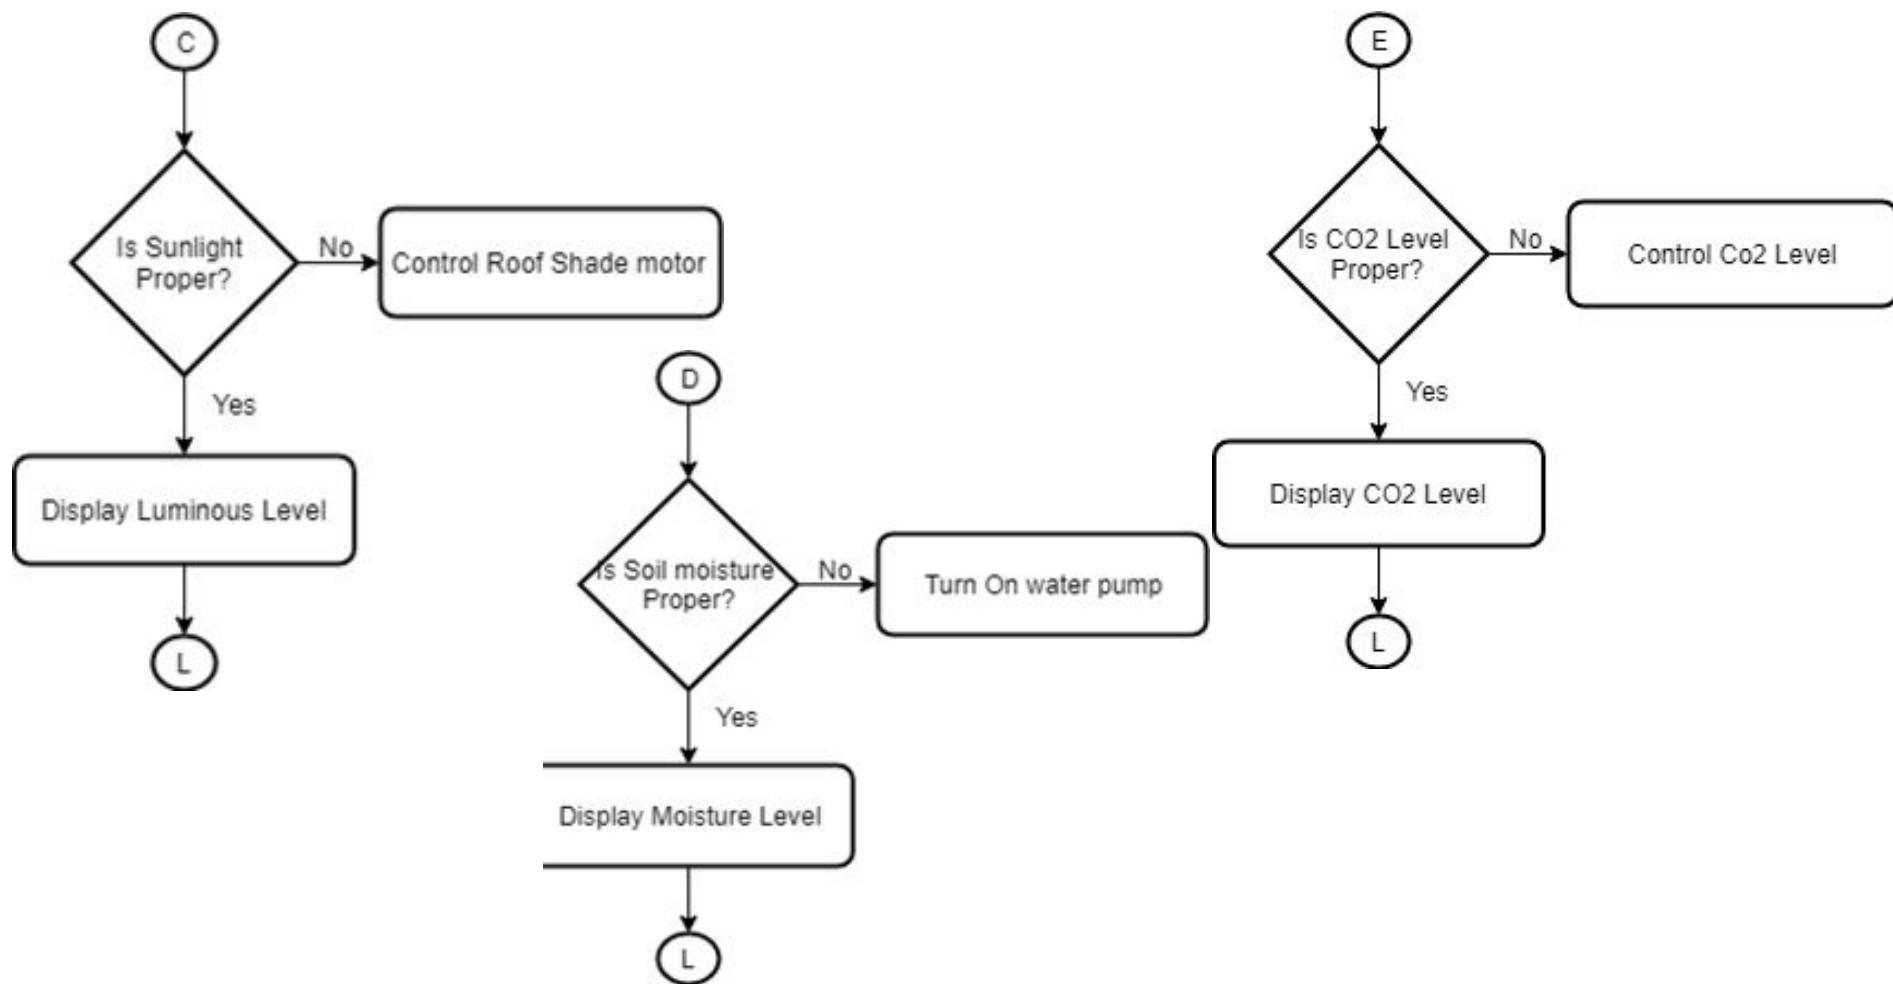 C
Is Sunlight
Proper?
No
Control Roof Shade motor
Yes
Display Luminous Level
L
D
Is Soil moisture
Proper?
No
Turn On water pump
Yes
Display Moisture Level
L
E
Is CO2 Level
Proper?
No
Control Co2 Level
Yes
Display CO2 Level
L